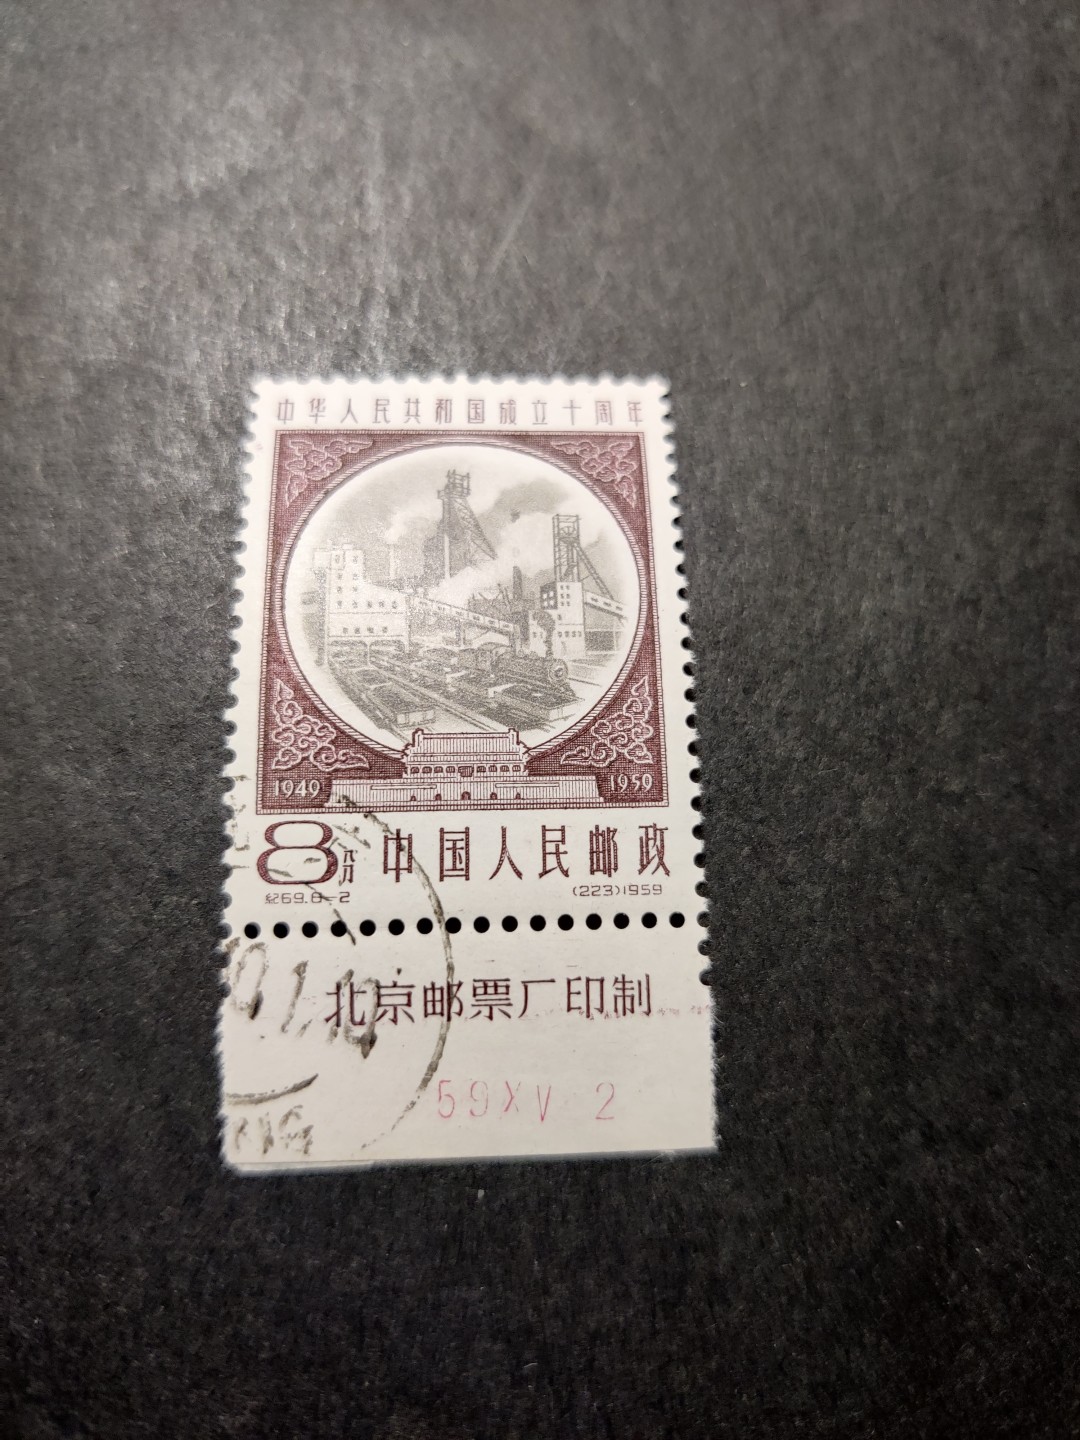 中华人民共和国成立十周年
1949 1959
8分 中国人民邮政
纪69.8-2 (223)1959
北京邮票厂印制
59XV 2